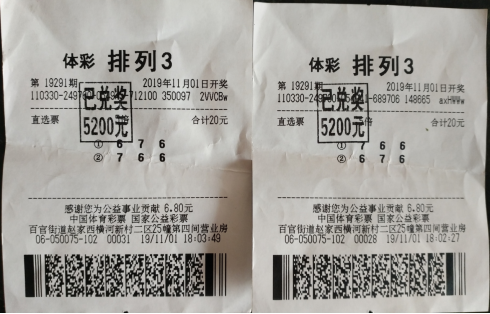 体彩 排列3
第 19291期 2019年11月01日开奖
712100 350097 2VVCBw
已兑奖
5200元
直选票 倍 合计20元
① 6 7 6
② 7 6 6
感谢您为公益事业贡献 6.80元
中国体育彩票 国家公益彩票
百官街道赵家西横河新村二区25幢第四间营业房
06-050075-102 00031 19/11/01 18:03:49
体彩 排列3
第 19291期 2019年11月01日开奖
689706 148665 axHeew
已兑奖
5200元
直选票 倍 合计20元
① 6 7 6
② 7 6 6
感谢您为公益事业贡献 6.80元
中国体育彩票 国家公益彩票
百官街道赵家西横河新村二区25幢第四间营业房
06-050075-102 00028 19/11/01 18:02:27